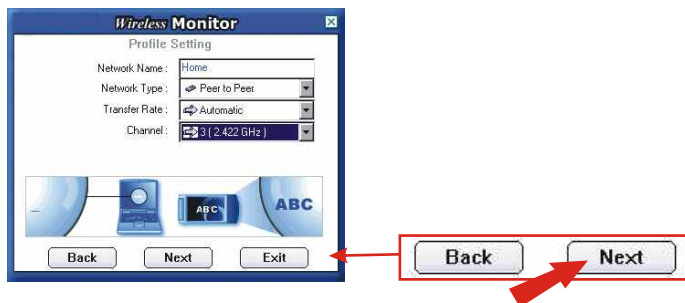 Wireless Monitor
Profile Setting
Network Name : Home
Network Type : Peer to Peer
Transfer Rate : Automatic
Channel : 3 ( 2.422 GHz )
ABC ABC
Back Next Exit
Back Next